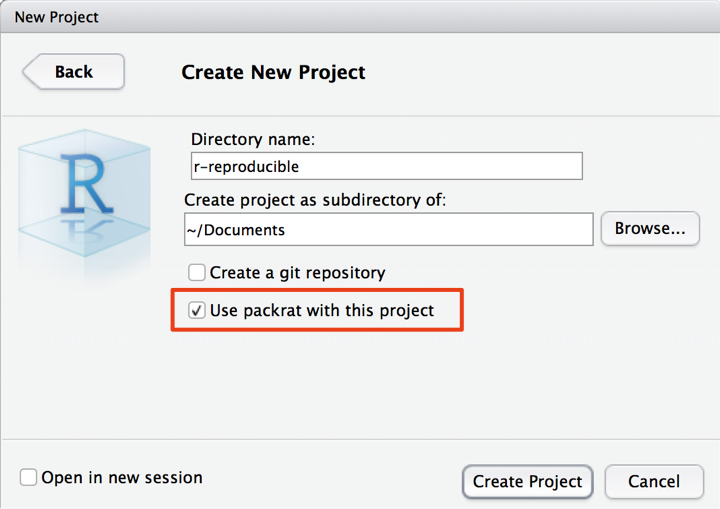 New Project
Back
Create New Project
R
Directory name:
r-reproducible
Create project as subdirectory of:
~/Documents
Browse...
Create a git repository
Use packrat with this project
Open in new session
Create Project
Cancel